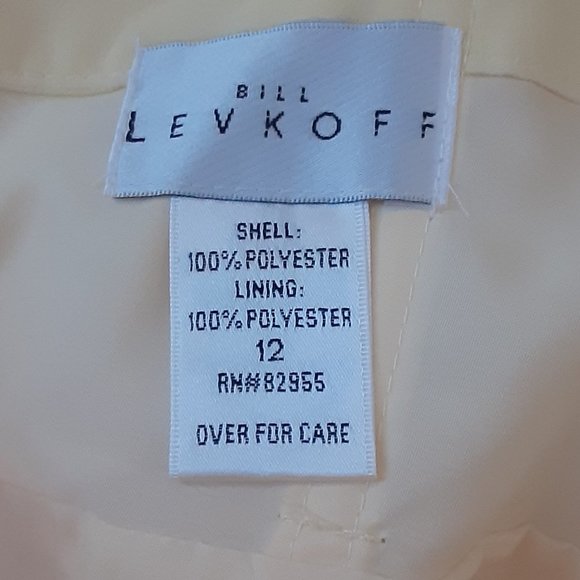 BILL
LEVKOFF
SHELL:
100% POLYESTER
LINING:
100% POLYESTER
12
RN#82955
OVER FOR CARE